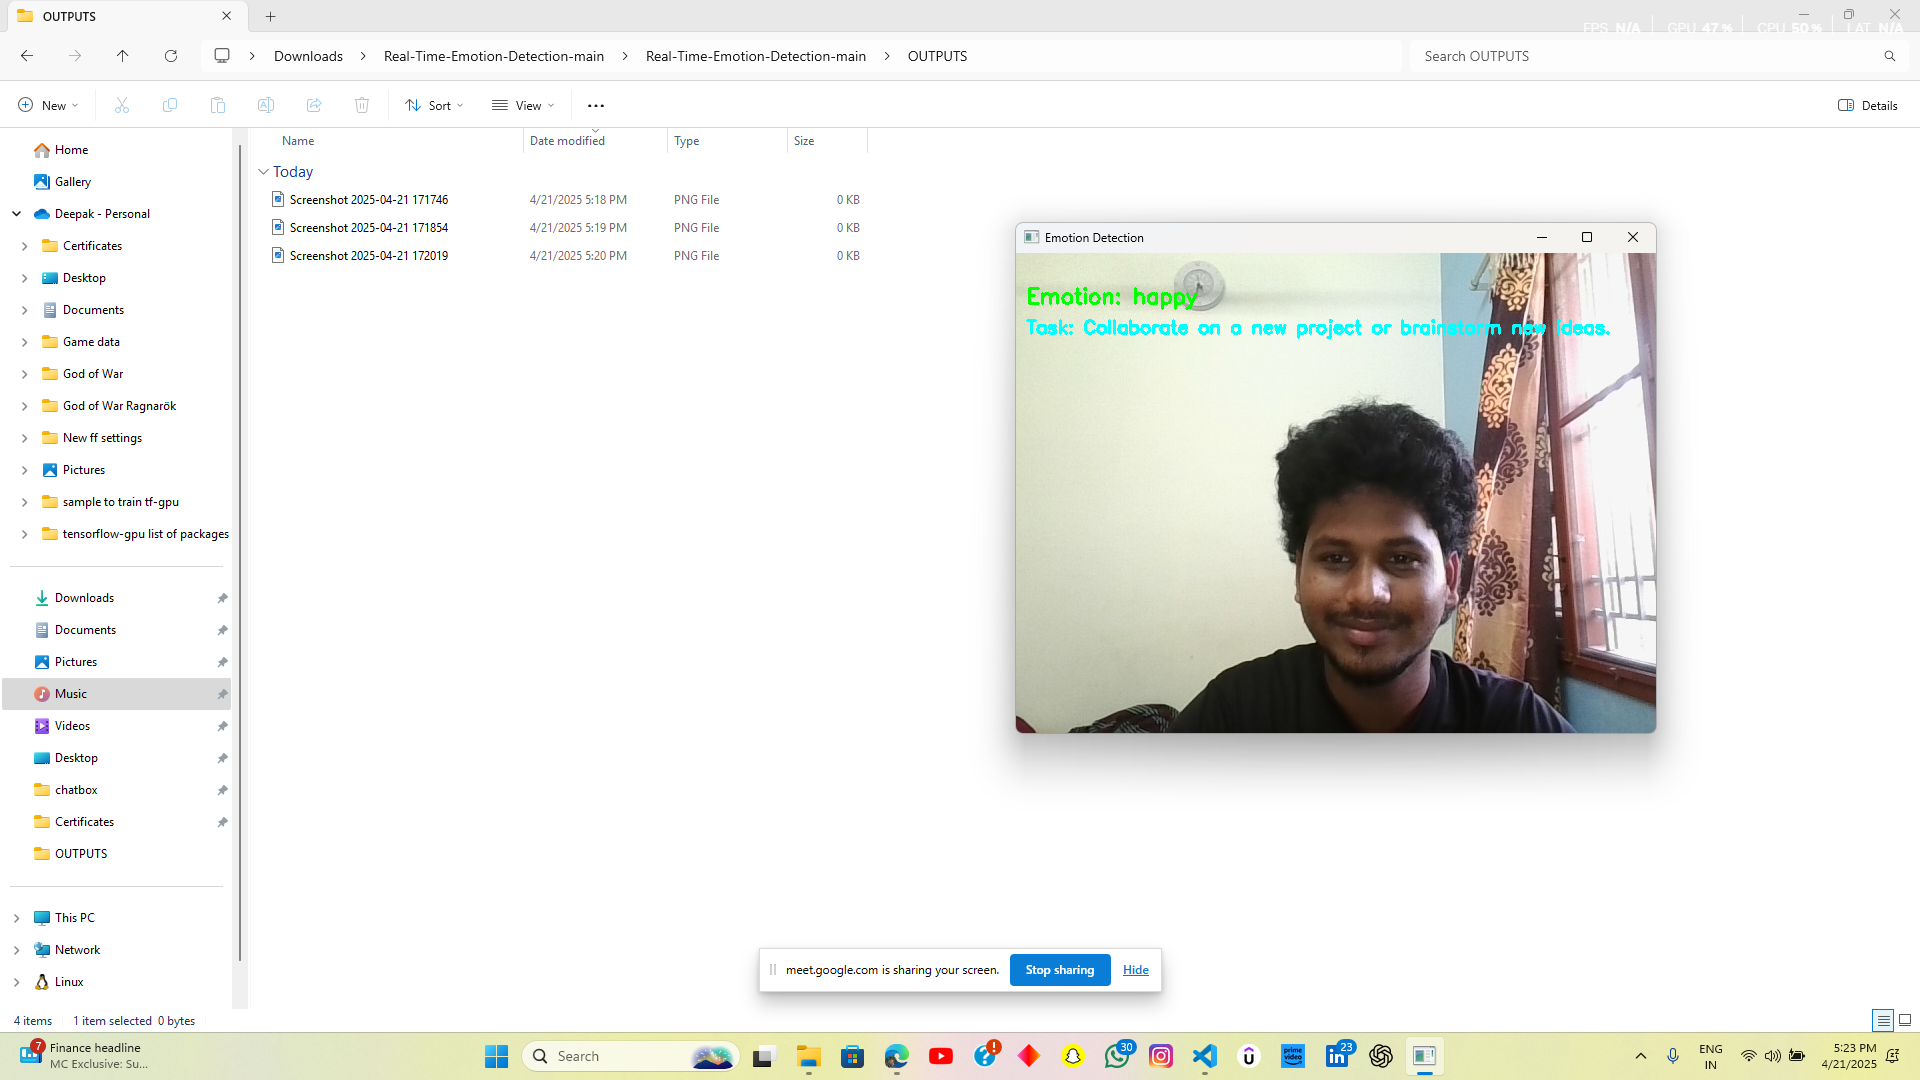 OUTPUTS
FPS N/A GPU 47% CPU 50% LAT N/A
Downloads > Real-Time-Emotion-Detection-main > Real-Time-Emotion-Detection-main > OUTPUTS
Search OUTPUTS
New
Sort
View
Details
Name Date modified Type Size
Today
Screenshot 2025-04-21 171746 4/21/2025 5:18 PM PNG File 0 KB
Screenshot 2025-04-21 171854 4/21/2025 5:19 PM PNG File 0 KB
Screenshot 2025-04-21 172019 4/21/2025 5:20 PM PNG File 0 KB
Home
Gallery
Deepak - Personal
Certificates
Desktop
Documents
Game data
God of War
God of War Ragnarök
New ff settings
Pictures
sample to train tf-gpu
tensorflow-gpu list of packages
Downloads
Documents
Pictures
Music
Videos
Desktop
chatbox
Certificates
OUTPUTS
This PC
Network
Linux
Emotion Detection
Emotion: happy
Task: Collaborate on a new project or brainstorm new ideas.
meet.google.com is sharing your screen. Stop sharing Hide
4 items 1 item selected 0 bytes
7
Finance headline
MC Exclusive: Su...
Search
prime video
30
23
ENG
IN
5:23 PM
4/21/2025